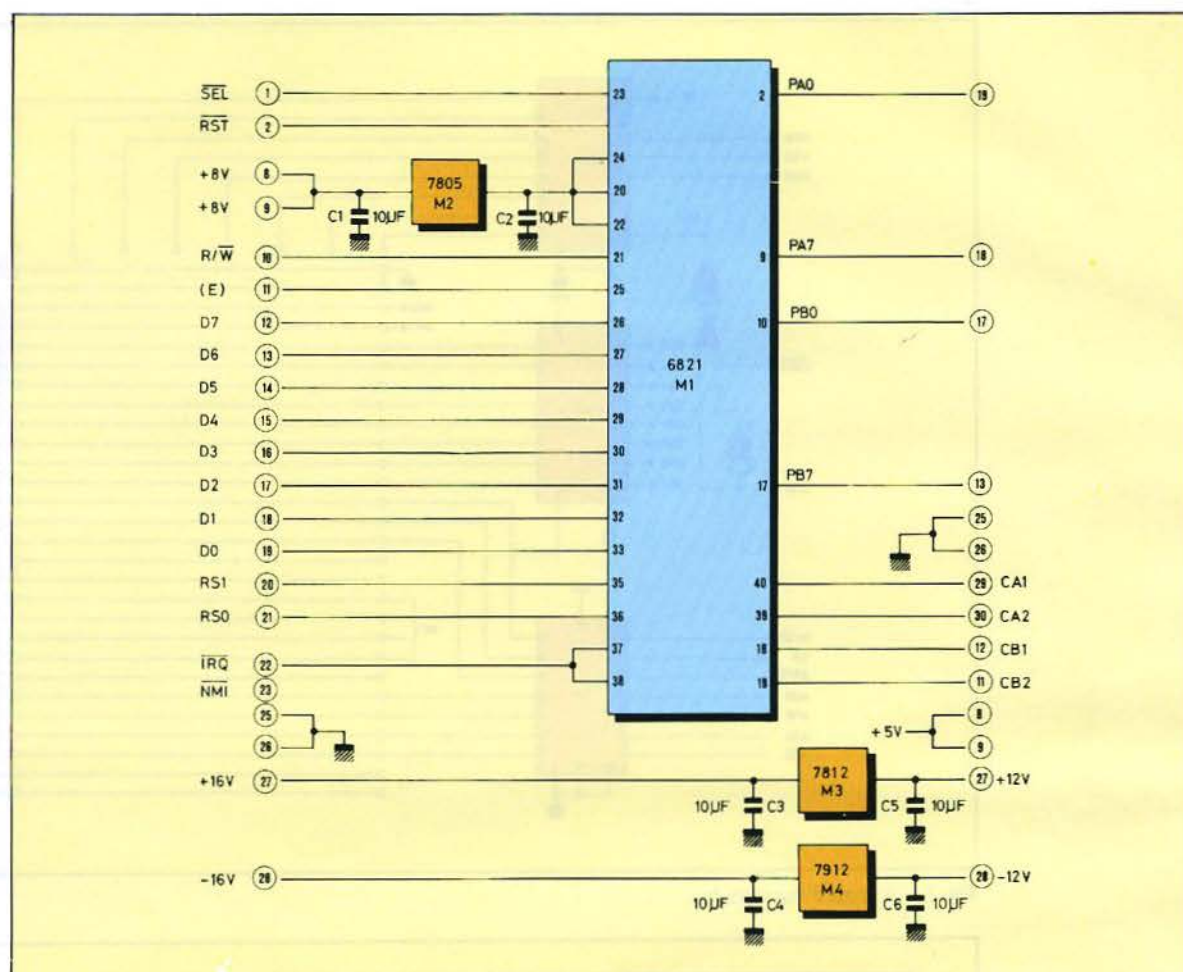 S̅E̅L̅ 1 23 2 PA0 19
R̅S̅T̅ 2
24
+8V 8 7805 20
M2
+8V 9 C1 10µF C2 10µF 22
R/W̅ 10 21 9 PA7 18
(E) 11 25
D7 12 26 10 PB0 17
D6 13 27
6821
M1
D5 14 28
D4 15 29
D3 16 30
D2 17 31 17 PB7 13
D1 18 32 25
D0 19 33 26
RS1 20 35 40 29 CA1
RS0 21 36 39 30 CA2
37 18 12 CB1
I̅R̅Q̅ 22
N̅M̅I̅ 23 38 19 11 CB2
25 8
+5V
26 9
+16V 27 7812 27 +12V
M3
10µF C3 C5 10µF
-16V 28 7912 28 -12V
M4
10µF C4 C6 10µF